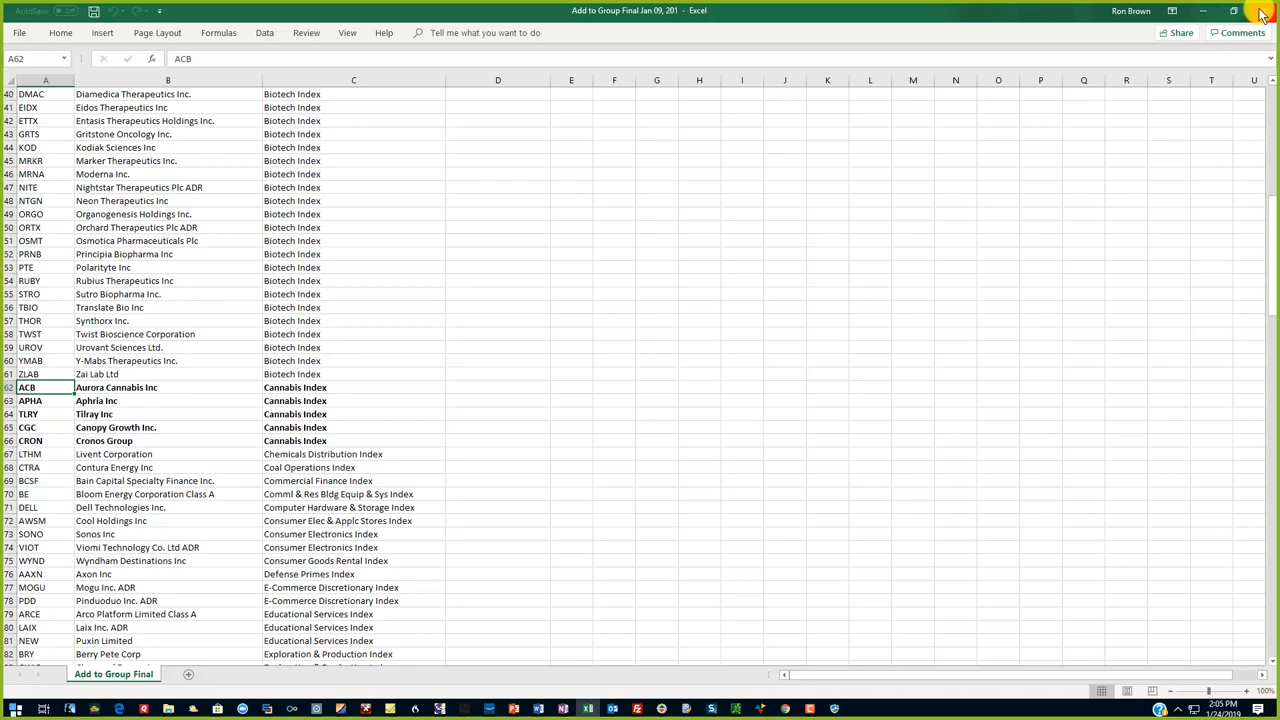 AutoSave Off
Add to Group Final Jan 09, 201 - Excel
Ron Brown
File Home Insert Page Layout Formulas Data Review View Help Tell me what you want to do
Share Comments
A62 fx ACB
A B C D E F G H I J K L M N O P Q R S T U
40 DMAC Diamedica Therapeutics Inc. Biotech Index
41 EIDX Eidos Therapeutics Inc Biotech Index
42 ETTX Entasis Therapeutics Holdings Inc. Biotech Index
43 GRTS Gritstone Oncology Inc. Biotech Index
44 KOD Kodiak Sciences Inc Biotech Index
45 MRKR Marker Therapeutics Inc. Biotech Index
46 MRNA Moderna Inc. Biotech Index
47 NITE Nightstar Therapeutics Plc ADR Biotech Index
48 NTGN Neon Therapeutics Inc Biotech Index
49 ORGO Organogenesis Holdings Inc. Biotech Index
50 ORTX Orchard Therapeutics Plc ADR Biotech Index
51 OSMT Osmotica Pharmaceuticals Plc Biotech Index
52 PRNB Principia Biopharma Inc Biotech Index
53 PTE Polarityte Inc Biotech Index
54 RUBY Rubius Therapeutics Inc Biotech Index
55 STRO Sutro Biopharma Inc. Biotech Index
56 TBIO Translate Bio Inc Biotech Index
57 THOR Synthorx Inc. Biotech Index
58 TWST Twist Bioscience Corporation Biotech Index
59 UROV Urovant Sciences Ltd. Biotech Index
60 YMAB Y-Mabs Therapeutics Inc. Biotech Index
61 ZLAB Zai Lab Ltd Biotech Index
62 ACB Aurora Cannabis Inc Cannabis Index
63 APHA Aphria Inc Cannabis Index
64 TLRY Tilray Inc Cannabis Index
65 CGC Canopy Growth Inc. Cannabis Index
66 CRON Cronos Group Cannabis Index
67 LTHM Livent Corporation Chemicals Distribution Index
68 CTRA Contura Energy Inc Coal Operations Index
69 BCSF Bain Capital Specialty Finance Inc. Commercial Finance Index
70 BE Bloom Energy Corporation Class A Comml & Res Bldg Equip & Sys Index
71 DELL Dell Technologies Inc. Computer Hardware & Storage Index
72 AWSM Cool Holdings Inc Consumer Elec & Applc Stores Index
73 SONO Sonos Inc Consumer Electronics Index
74 VIOT Viomi Technology Co. Ltd ADR Consumer Electronics Index
75 WYND Wyndham Destinations Inc Consumer Goods Rental Index
76 AAXN Axon Inc Defense Primes Index
77 MOGU Mogu Inc. ADR E-Commerce Discretionary Index
78 PDD Pinduoduo Inc. ADR E-Commerce Discretionary Index
79 ARCE Arco Platform Limited Class A Educational Services Index
80 LAIX Laix Inc. ADR Educational Services Index
81 NEW Puxin Limited Educational Services Index
82 BRY Berry Pete Corp Exploration & Production Index
Add to Group Final
100%
2:05 PM
1/24/2019